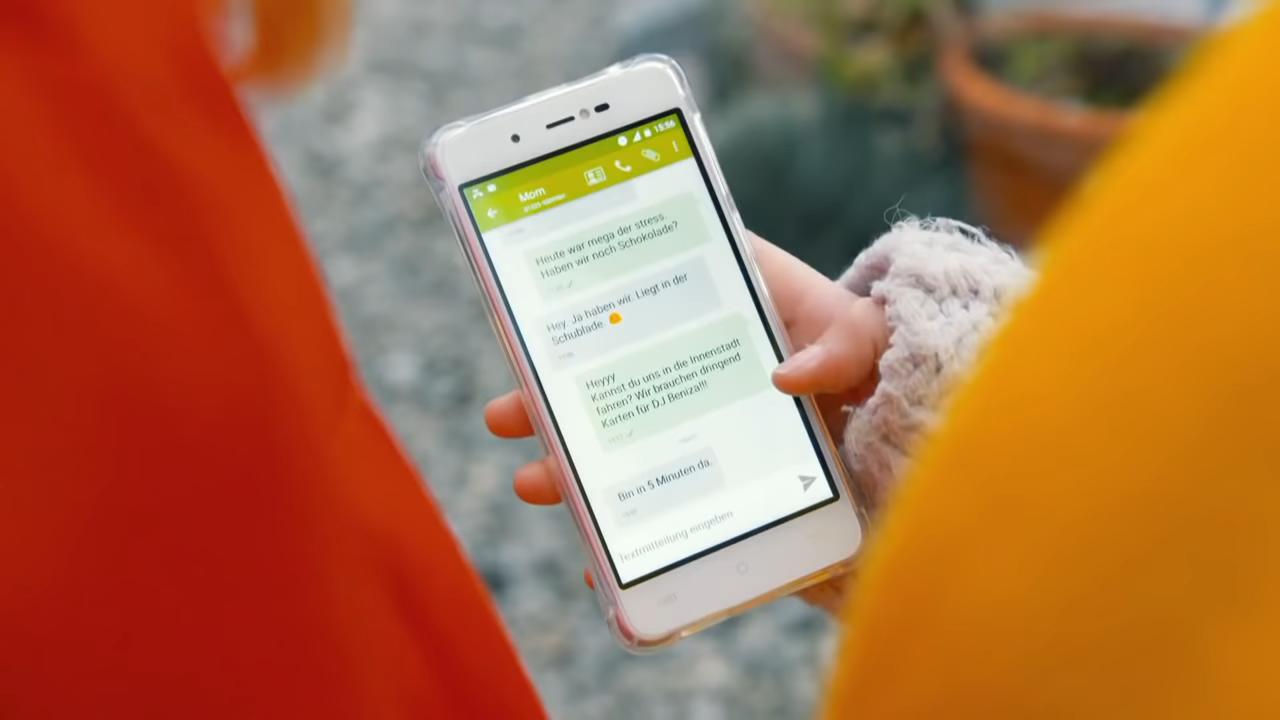 15:56
Mom
Heute war mega der stress.
Haben wir noch Schokolade?
Hey. Ja haben wir. Liegt in der
Schublade.
Heyyy
Kannst du uns in die Innenstadt
fahren? Wir brauchen dringend
Karten für DJ Beniza!!!
Bin in 5 Minuten da.
Textmitteilung eingeben